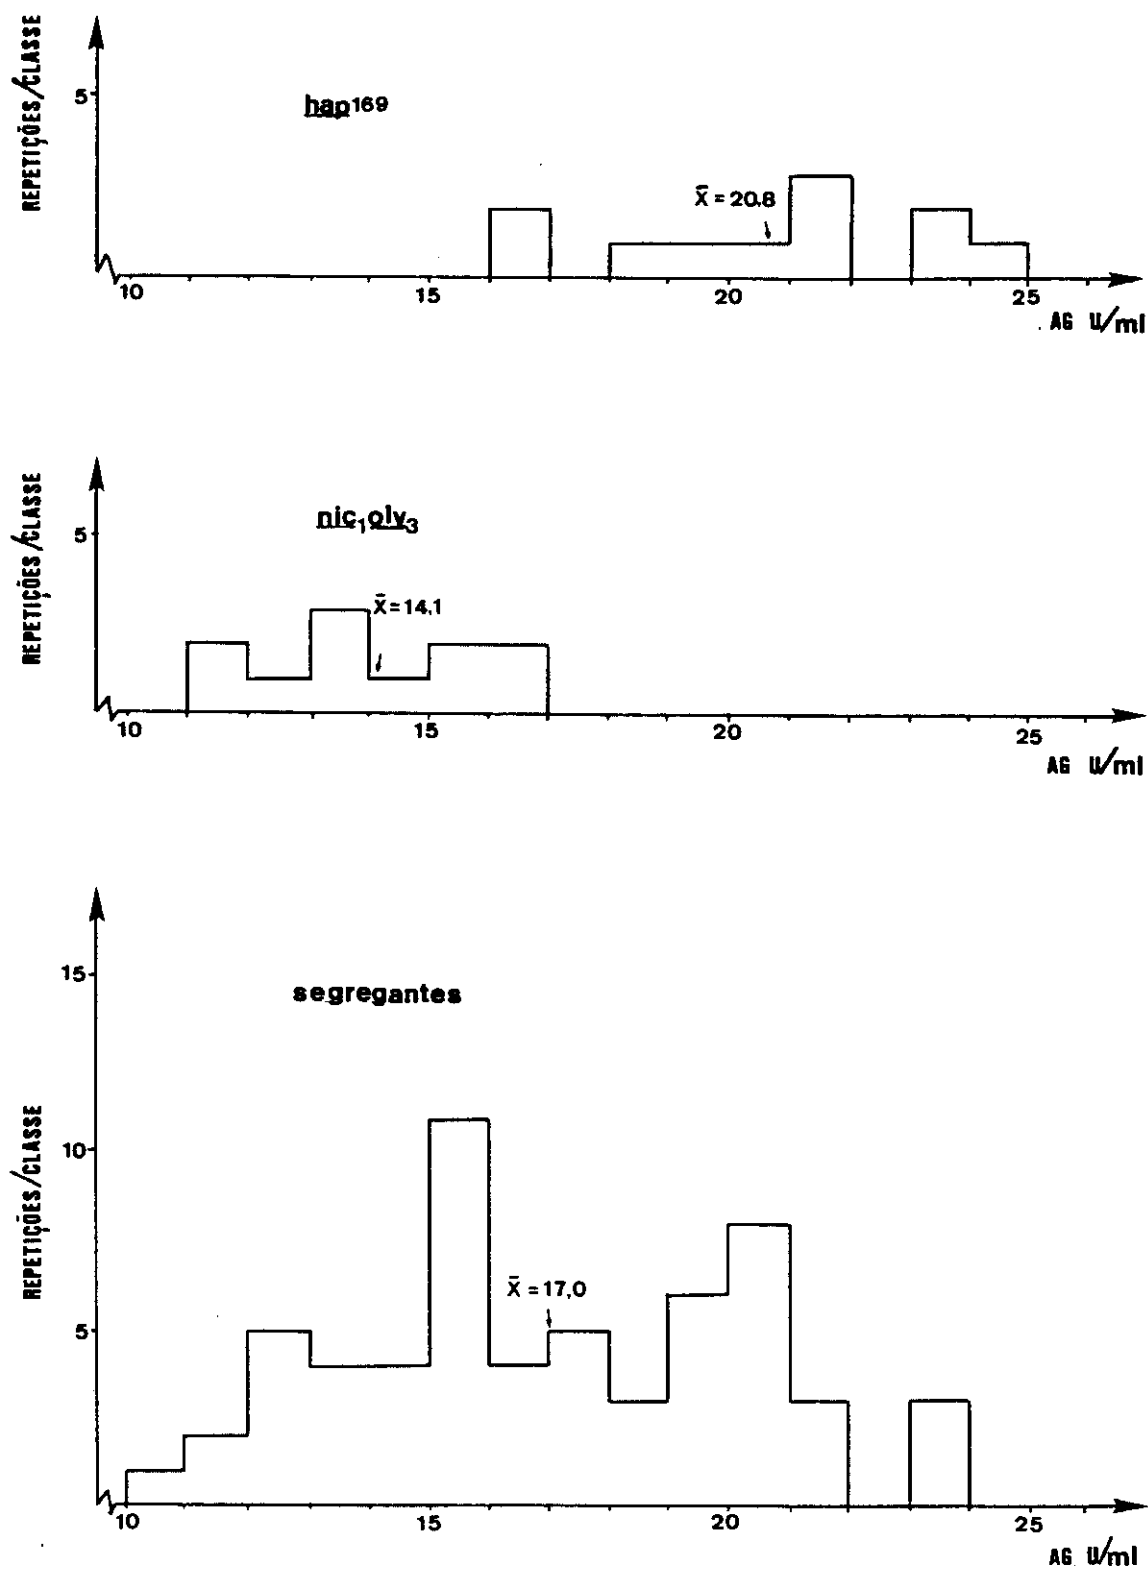 REPETIÇÕES/CLASSE
5
hap169
X̄ = 20.8
10 15 20 25
AG U/ml
REPETIÇÕES/CLASSE
5
nic₁olv₃
X̄ = 14,1
10 15 20 25
AG U/ml
REPETIÇÕES/CLASSE
15
segregantes
10
X̄ = 17,0
5
10 15 20 25
AG U/ml